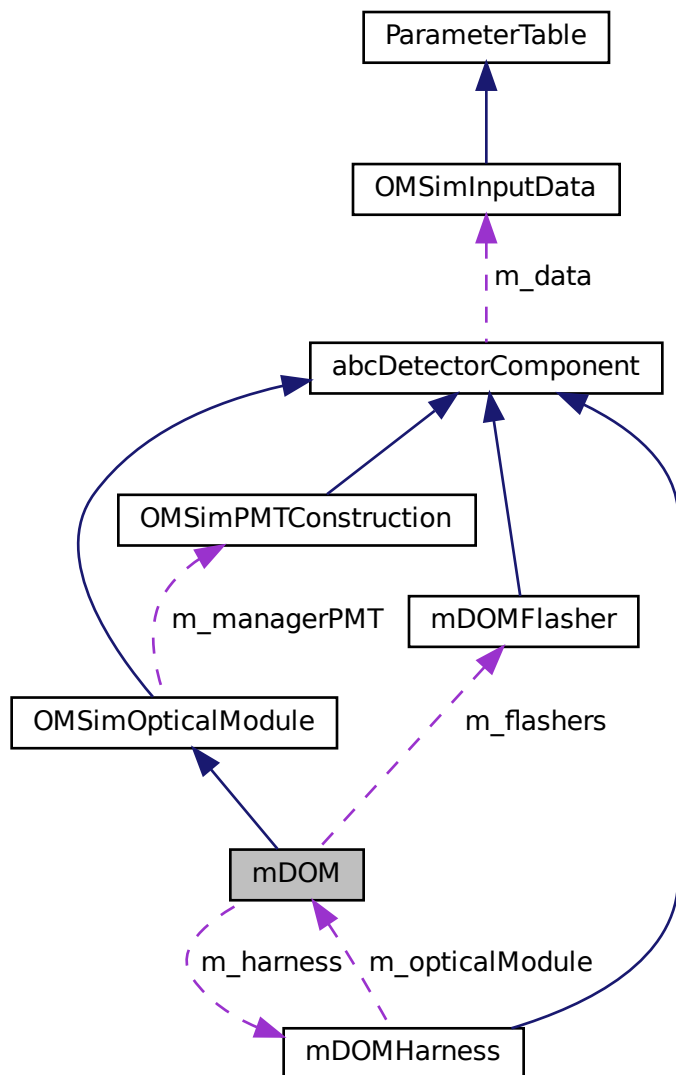 ParameterTable
OMSimInputData
m_data
abcDetectorComponent
OMSimPMTConstruction
m_managerPMT
mDOMFlasher
OMSimOpticalModule
m_flashers
mDOM
m_harness
m_opticalModule
mDOMHarness